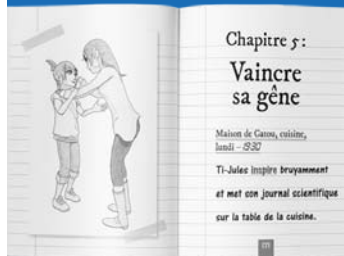 Chapitre 5 :
Vaincre
sa gêne
Maison de Gatou, cuisine,
lundi – 19:30
Ti-Jules inspire bruyamment
et met son journal scientifique
sur la table de la cuisine.
m